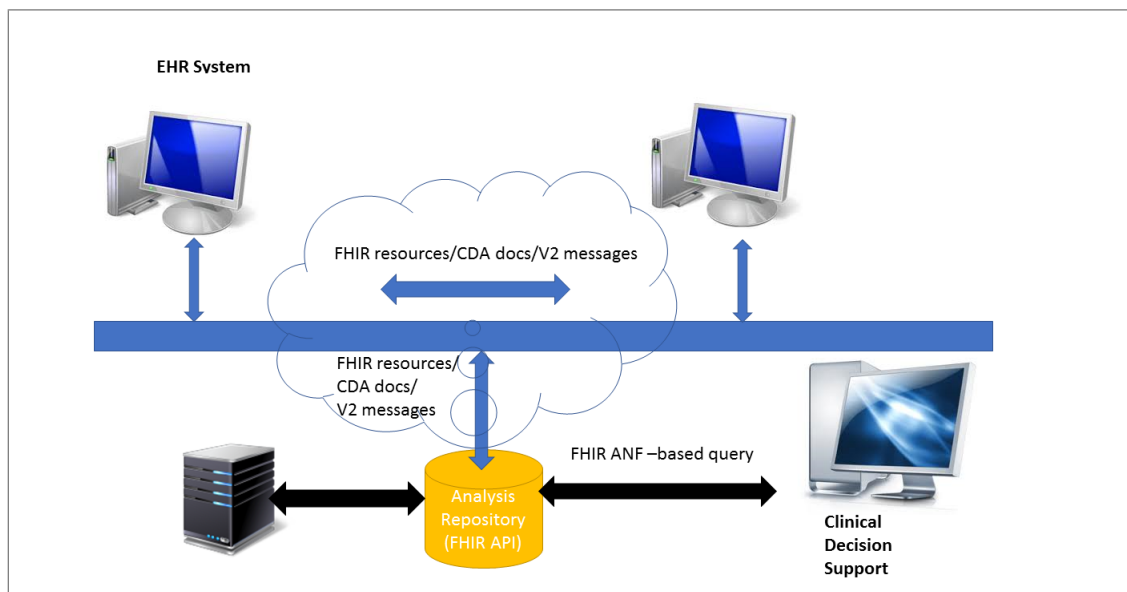 EHR System
FHIR resources/CDA docs/V2 messages
FHIR resources/
CDA docs/
V2 messages
FHIR ANF –based query
Analysis
Repository
(FHIR API)
Clinical
Decision
Support